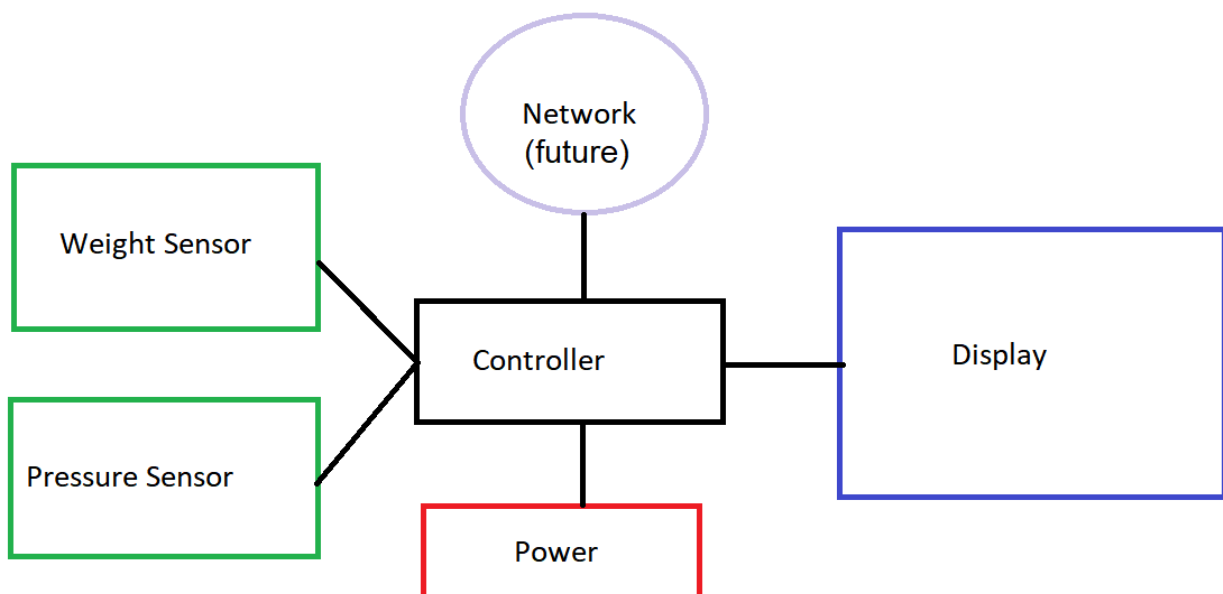 Network
(future)
Weight Sensor
Controller
Display
Pressure Sensor
Power